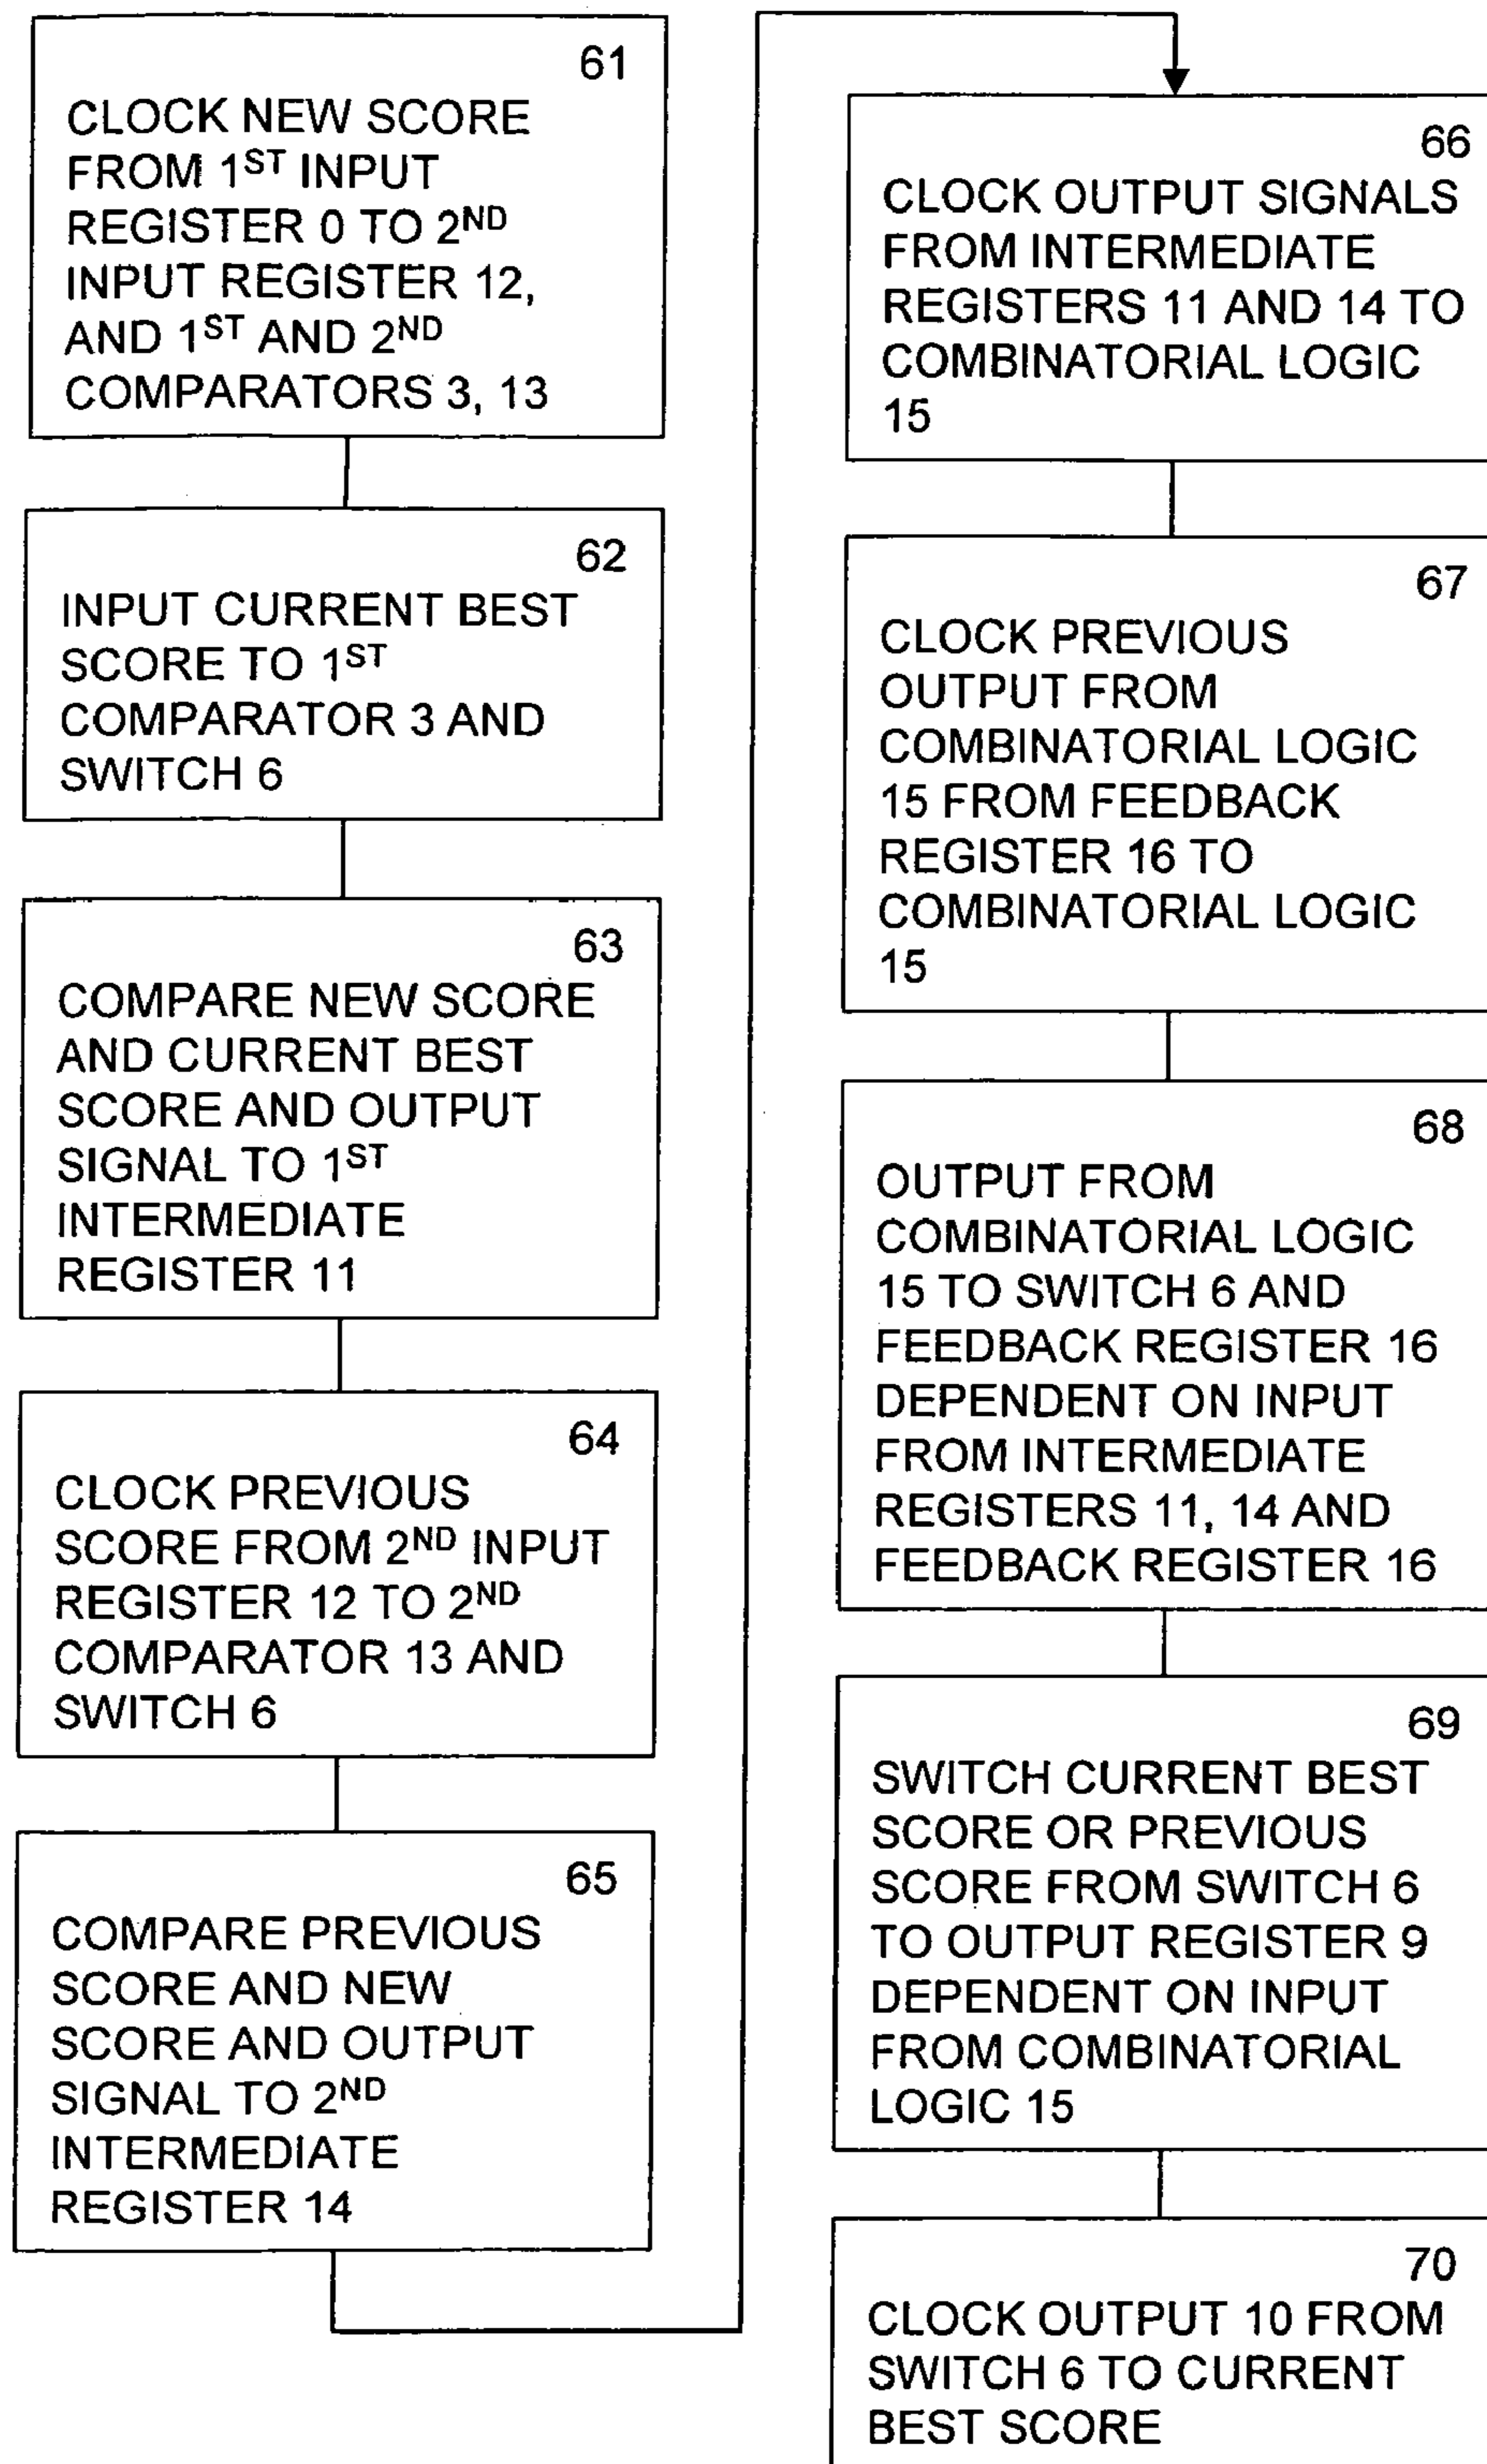 61
CLOCK NEW SCORE
FROM 1ST INPUT
REGISTER 0 TO 2ND
INPUT REGISTER 12,
AND 1ST AND 2ND
COMPARATORS 3, 13
62
INPUT CURRENT BEST
SCORE TO 1ST
COMPARATOR 3 AND
SWITCH 6
63
COMPARE NEW SCORE
AND CURRENT BEST
SCORE AND OUTPUT
SIGNAL TO 1ST
INTERMEDIATE
REGISTER 11
64
CLOCK PREVIOUS
SCORE FROM 2ND INPUT
REGISTER 12 TO 2ND
COMPARATOR 13 AND
SWITCH 6
65
COMPARE PREVIOUS
SCORE AND NEW
SCORE AND OUTPUT
SIGNAL TO 2ND
INTERMEDIATE
REGISTER 14
66
CLOCK OUTPUT SIGNALS
FROM INTERMEDIATE
REGISTERS 11 AND 14 TO
COMBINATORIAL LOGIC
15
67
CLOCK PREVIOUS
OUTPUT FROM
COMBINATORIAL LOGIC
15 FROM FEEDBACK
REGISTER 16 TO
COMBINATORIAL LOGIC
15
68
OUTPUT FROM
COMBINATORIAL LOGIC
15 TO SWITCH 6 AND
FEEDBACK REGISTER 16
DEPENDENT ON INPUT
FROM INTERMEDIATE
REGISTERS 11, 14 AND
FEEDBACK REGISTER 16
69
SWITCH CURRENT BEST
SCORE OR PREVIOUS
SCORE FROM SWITCH 6
TO OUTPUT REGISTER 9
DEPENDENT ON INPUT
FROM COMBINATORIAL
LOGIC 15
70
CLOCK OUTPUT 10 FROM
SWITCH 6 TO CURRENT
BEST SCORE